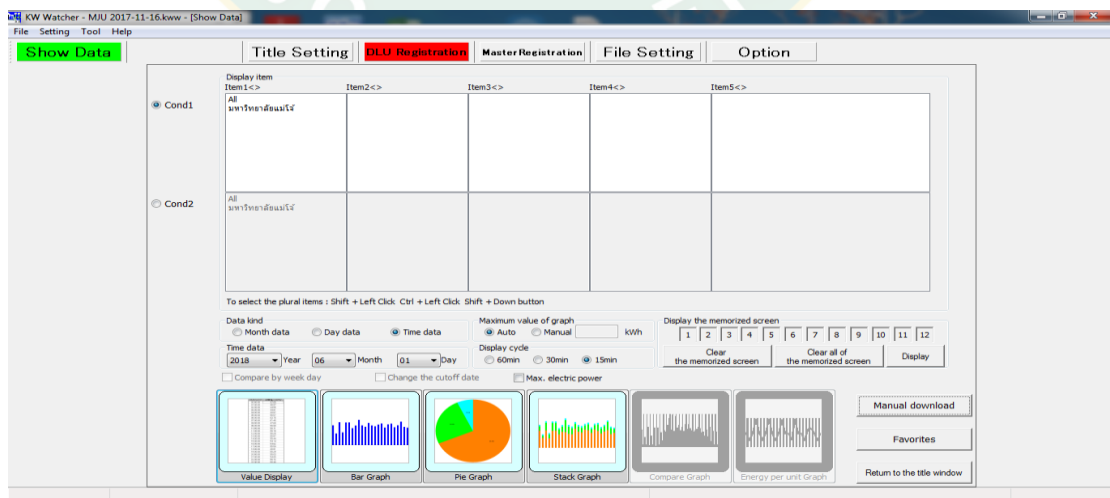 KW Watcher - MJU 2017-11-16.kww - [Show Data]
File Setting Tool Help
Show Data Title Setting DLU Registration Master Registration File Setting Option
Display item
Item1<> Item2<> Item3<> Item4<> Item5<>
Cond1
All
มหาวิทยาลัยแม่โจ้
Cond2
All
มหาวิทยาลัยแม่โจ้
To select the plural items : Shift + Left Click Ctrl + Left Click Shift + Down button
Data kind
Month data Day data Time data
Maximum value of graph
Auto Manual kWh
Display the memorized screen
1 2 3 4 5 6 7 8 9 10 11 12
Time data
2018 Year 06 Month 01 Day
Display cycle
60min 30min 15min
Clear the memorized screen
Clear all of the memorized screen
Display
Compare by week day Change the cutoff date Max. electric power
Value Display Bar Graph Pie Graph Stack Graph Compare Graph Energy per unit Graph
Manual download
Favorites
Return to the title window